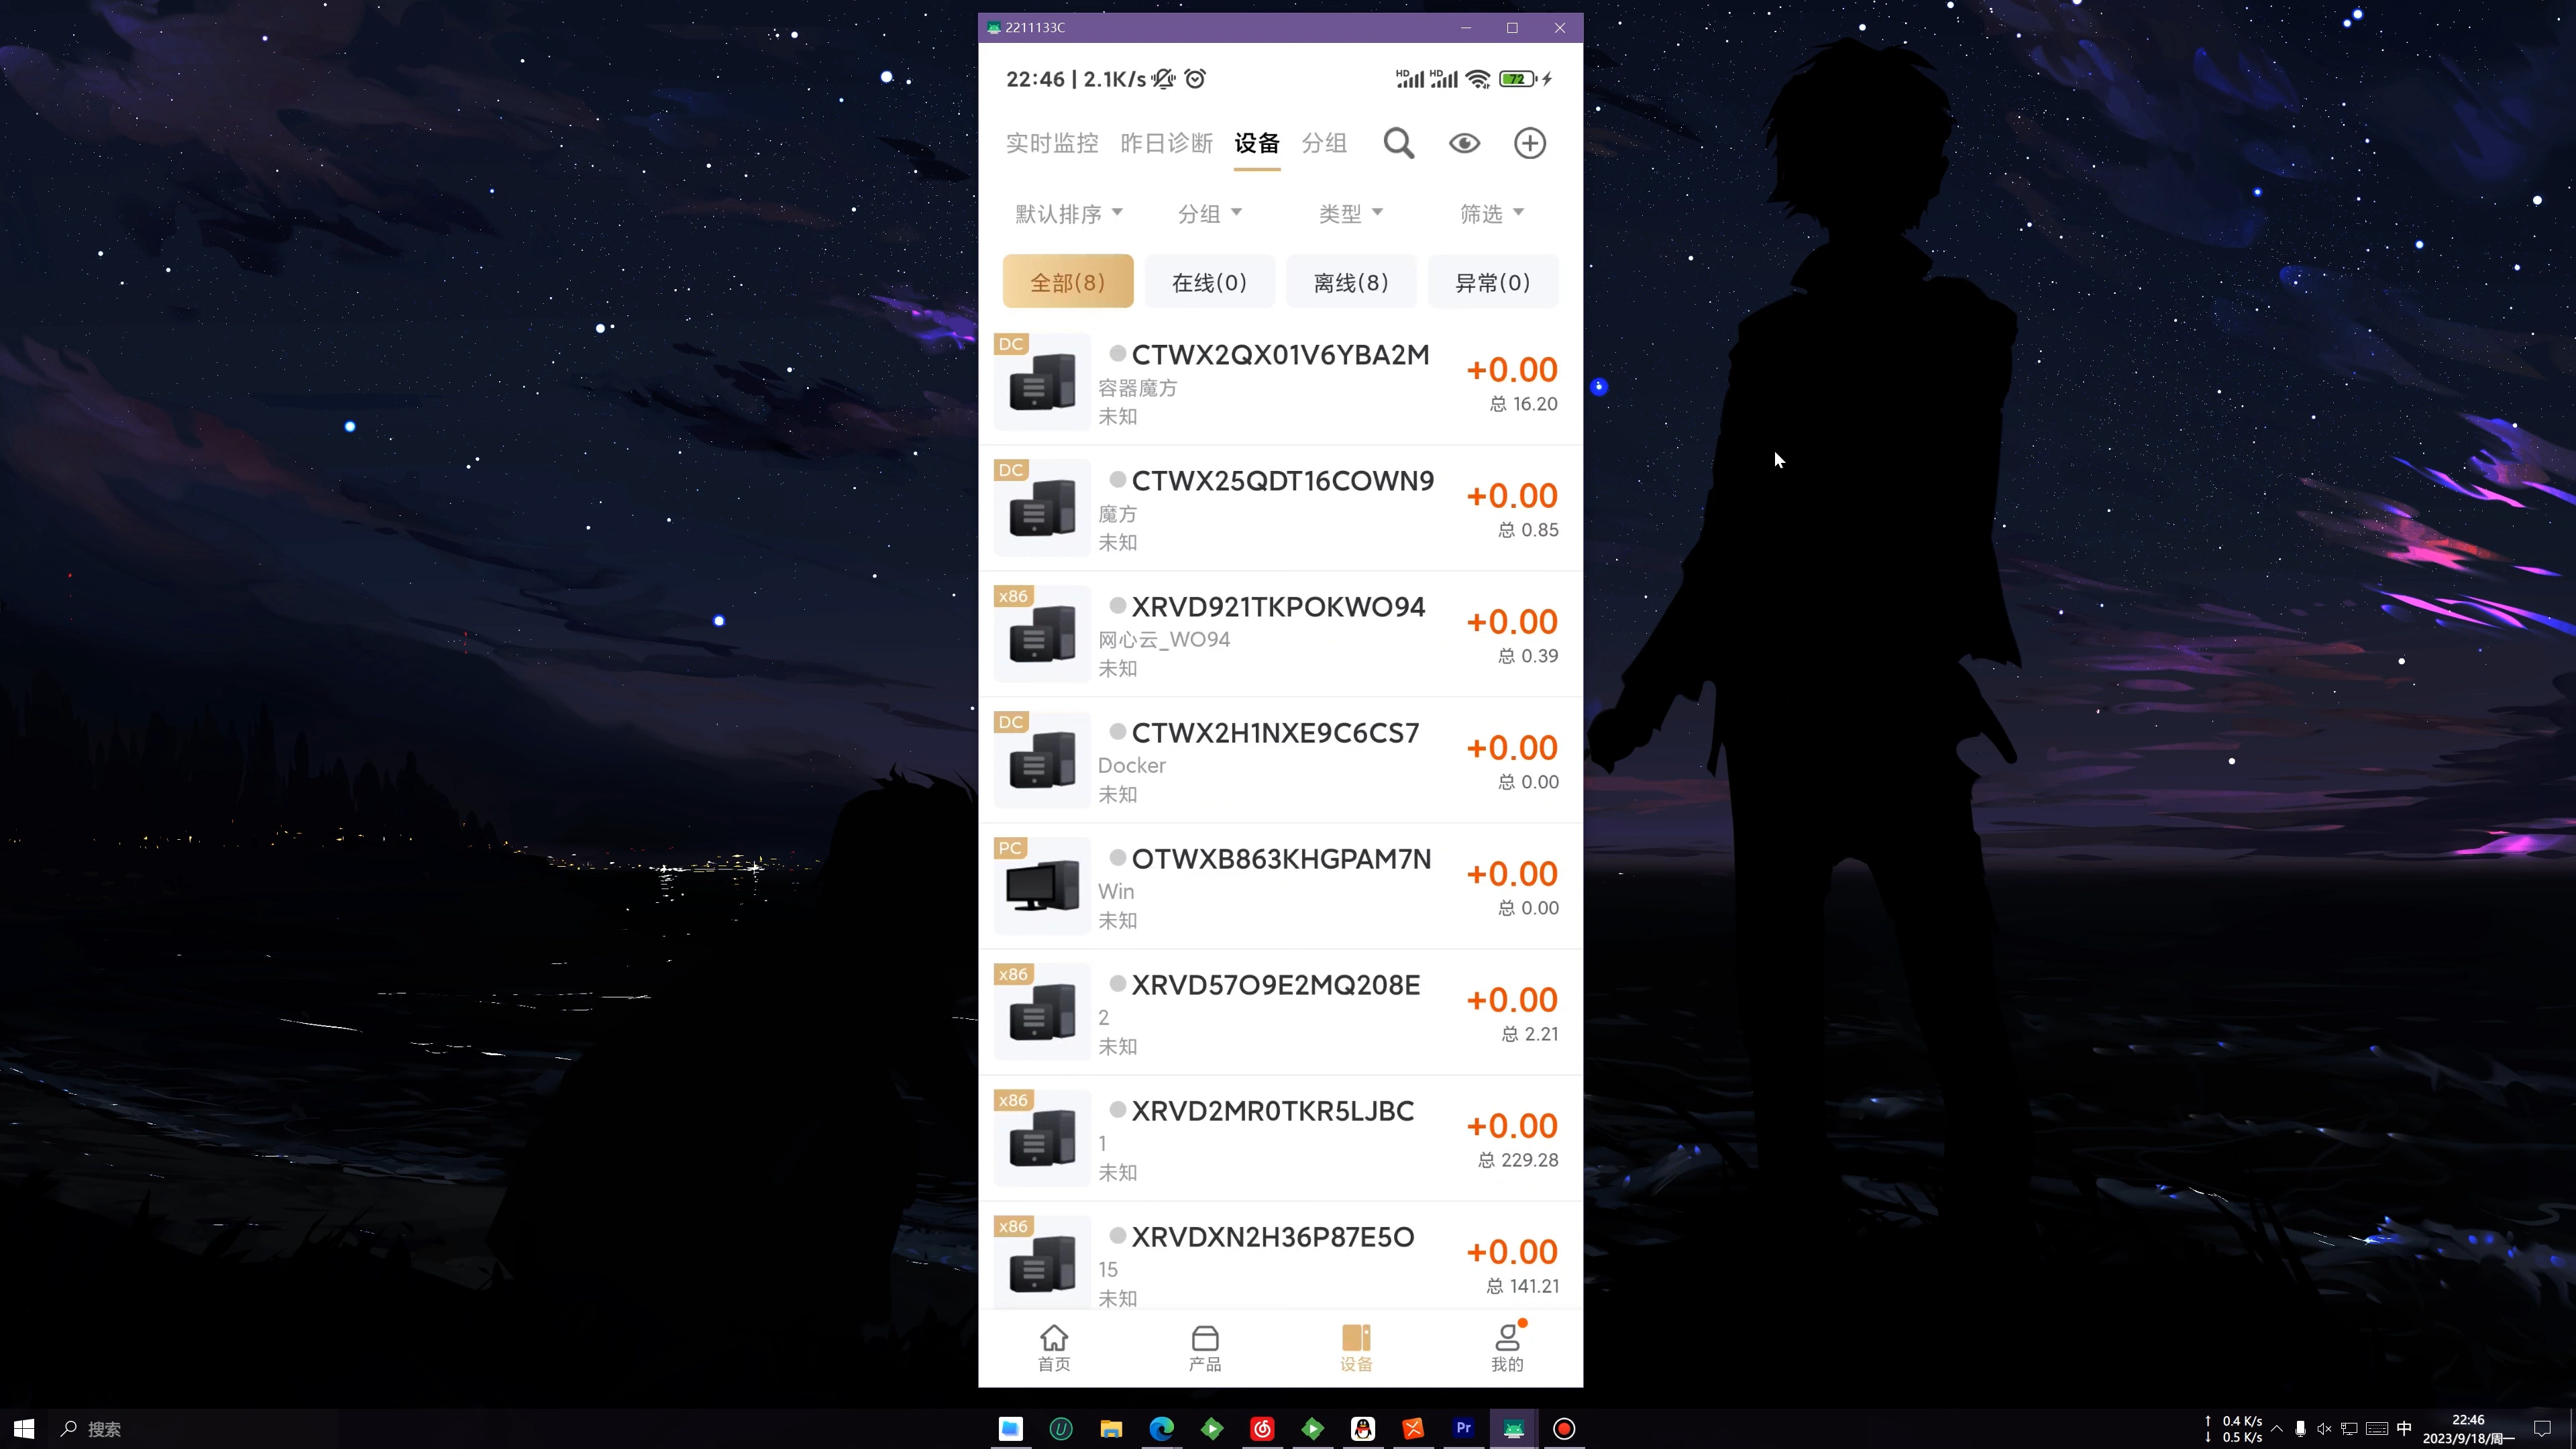 2211133C
22:46 | 2.1K/s
HD HD 72
实时监控 昨日诊断 设备 分组
默认排序 分组 类型 筛选
全部(8) 在线(0) 离线(8) 异常(0)
DC CTWX2QX01V6YBA2M +0.00
容器魔方 总 16.20
未知
DC CTWX25QDT16COWN9 +0.00
魔方 总 0.85
未知
x86 XRVD921TKPOKWO94 +0.00
网心云_WO94 总 0.39
未知
DC CTWX2H1NXE9C6CS7 +0.00
Docker 总 0.00
未知
PC OTWXB863KHGPAM7N +0.00
Win 总 0.00
未知
x86 XRVD57O9E2MQ208E +0.00
2 总 2.21
未知
x86 XRVD2MR0TKR5LJBC +0.00
1 总 229.28
未知
x86 XRVDXN2H36P87E5O +0.00
15 总 141.21
未知
首页 产品 设备 我的
搜索
Pr
↑ 0.4 K/s
↓ 0.5 K/s
中
22:46
2023/9/18/周一